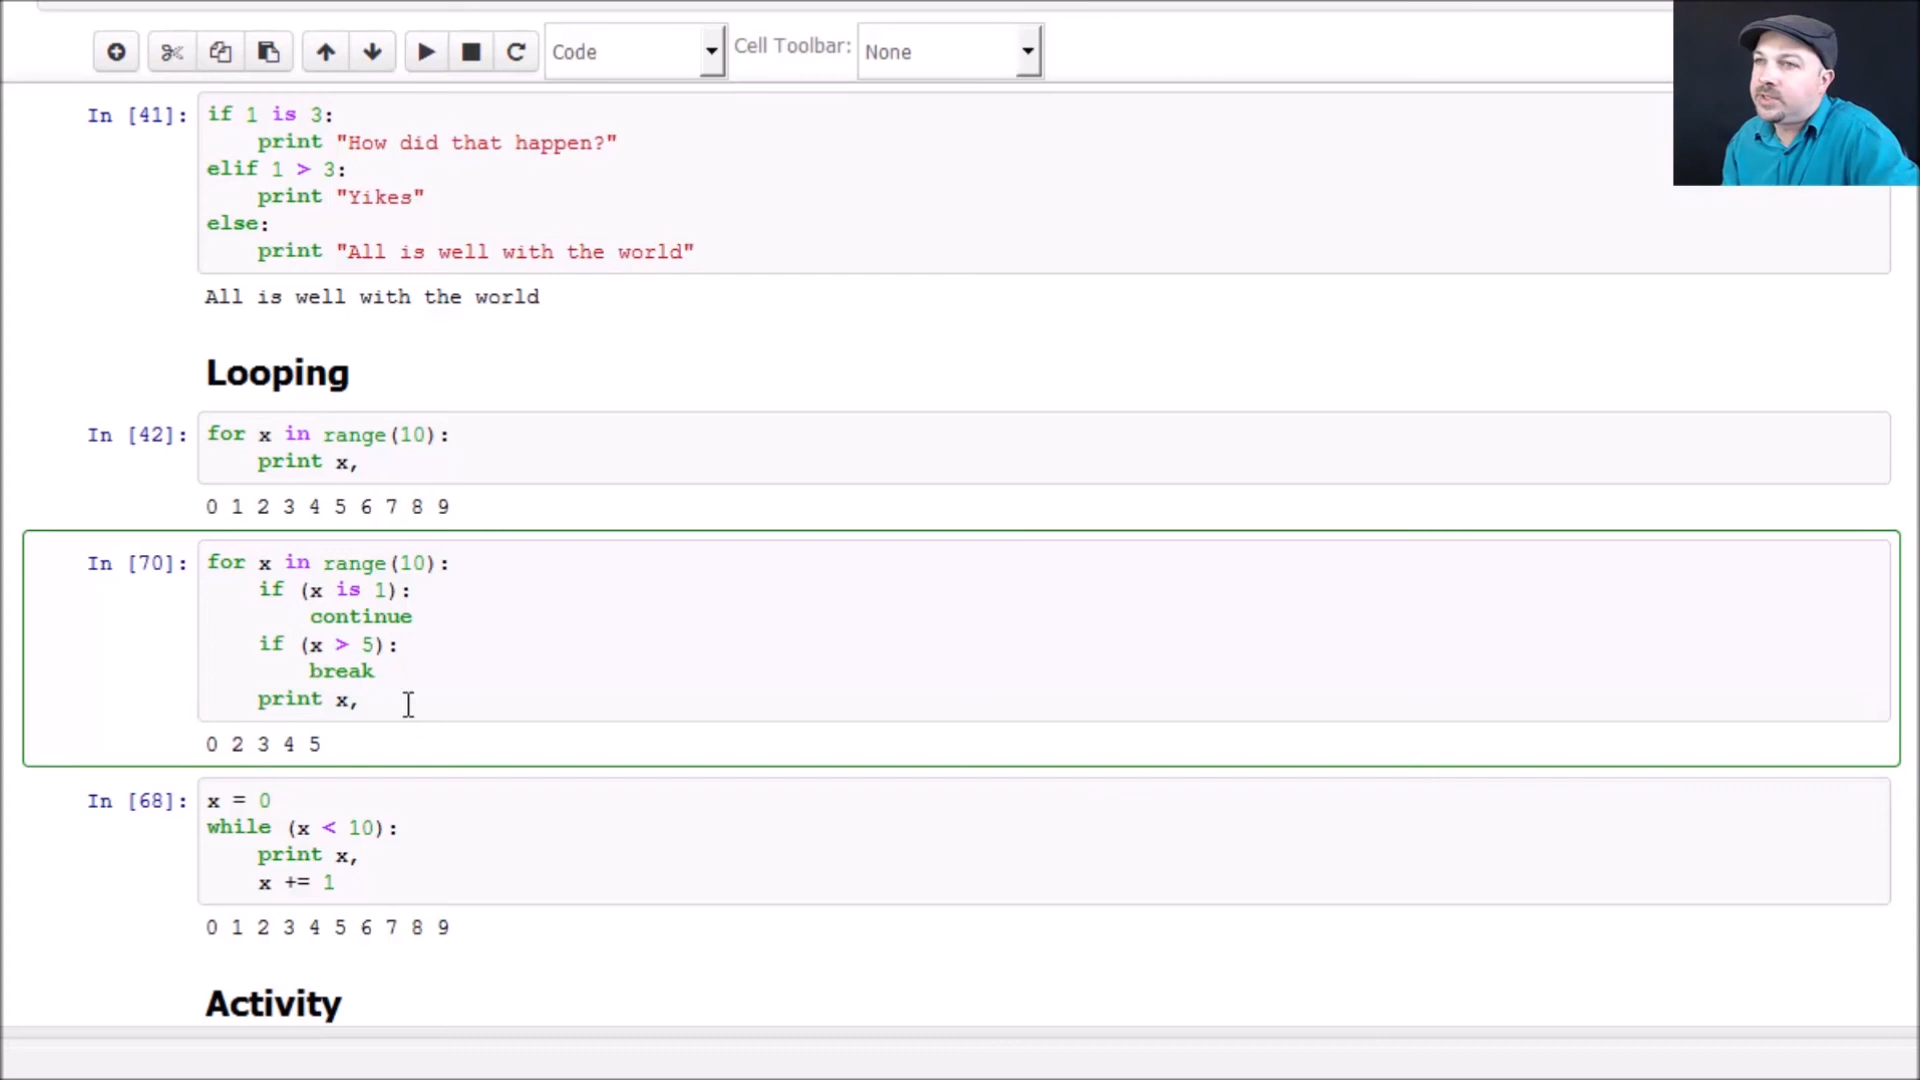 Code
Cell Toolbar:
None
In [41]:
if 1 is 3:
    print "How did that happen?"
elif 1 > 3:
    print "Yikes"
else:
    print "All is well with the world"
All is well with the world
Looping
In [42]:
for x in range(10):
    print x,
0 1 2 3 4 5 6 7 8 9
In [70]:
for x in range(10):
    if (x is 1):
        continue
    if (x > 5):
        break
    print x,
0 2 3 4 5
In [68]:
x = 0
while (x < 10):
    print x,
    x += 1
0 1 2 3 4 5 6 7 8 9
Activity